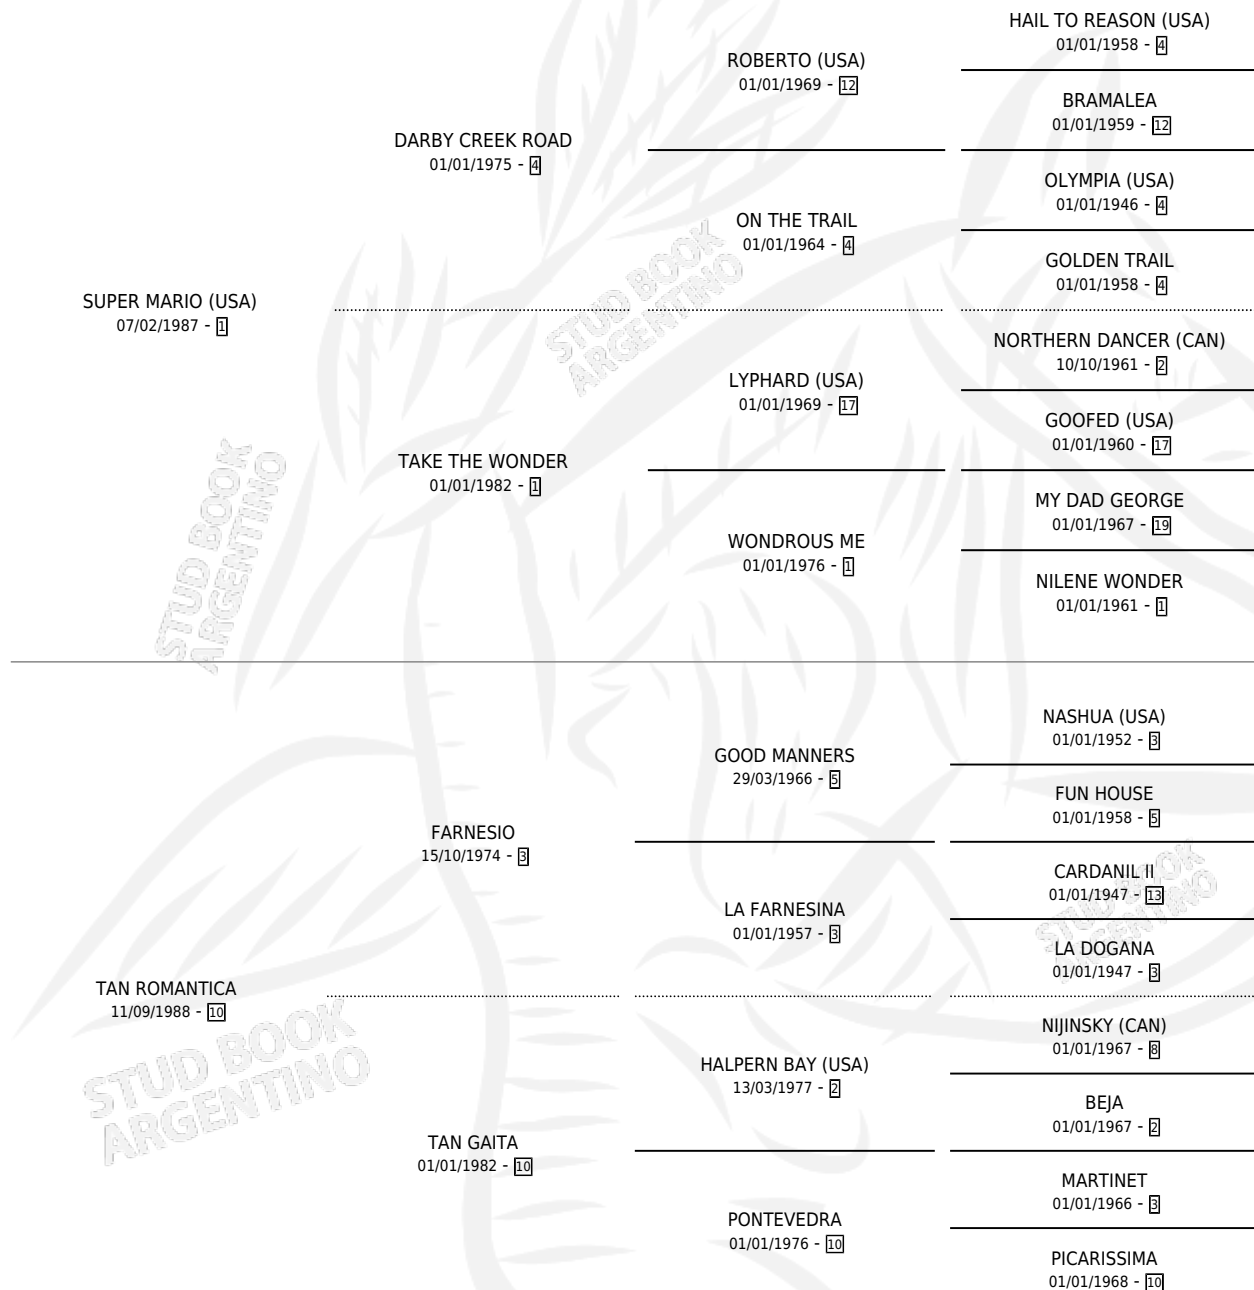 HAIL TO REASON (USA)
01/01/1958 - 4
ROBERTO (USA)
01/01/1969 - 12
BRAMALEA
01/01/1959 - 12
DARBY CREEK ROAD
01/01/1975 - 4
OLYMPIA (USA)
01/01/1946 - 4
ON THE TRAIL
01/01/1964 - 4
GOLDEN TRAIL
01/01/1958 - 4
SUPER MARIO (USA)
07/02/1987 - 1
NORTHERN DANCER (CAN)
10/10/1961 - 2
LYPHARD (USA)
01/01/1969 - 17
GOOFED (USA)
01/01/1960 - 17
TAKE THE WONDER
01/01/1982 - 1
MY DAD GEORGE
01/01/1967 - 19
WONDROUS ME
01/01/1976 - 1
NILENE WONDER
01/01/1961 - 1
NASHUA (USA)
01/01/1952 - 3
GOOD MANNERS
29/03/1966 - 5
FUN HOUSE
01/01/1958 - 5
FARNESIO
15/10/1974 - 3
CARDANIL II
01/01/1947 - 13
LA FARNESINA
01/01/1957 - 3
LA DOGANA
01/01/1947 - 3
TAN ROMANTICA
11/09/1988 - 10
NIJINSKY (CAN)
01/01/1967 - 8
HALPERN BAY (USA)
13/03/1977 - 2
BEJA
01/01/1967 - 2
TAN GAITA
01/01/1982 - 10
MARTINET
01/01/1966 - 3
PONTEVEDRA
01/01/1976 - 10
PICARISSIMA
01/01/1968 - 10
STUD BOOK
ARGENTINO
STUD BOOK
ARGENTINO
STUD BOOK
ARGENTINO
STUD BOOK
ARGENTINO